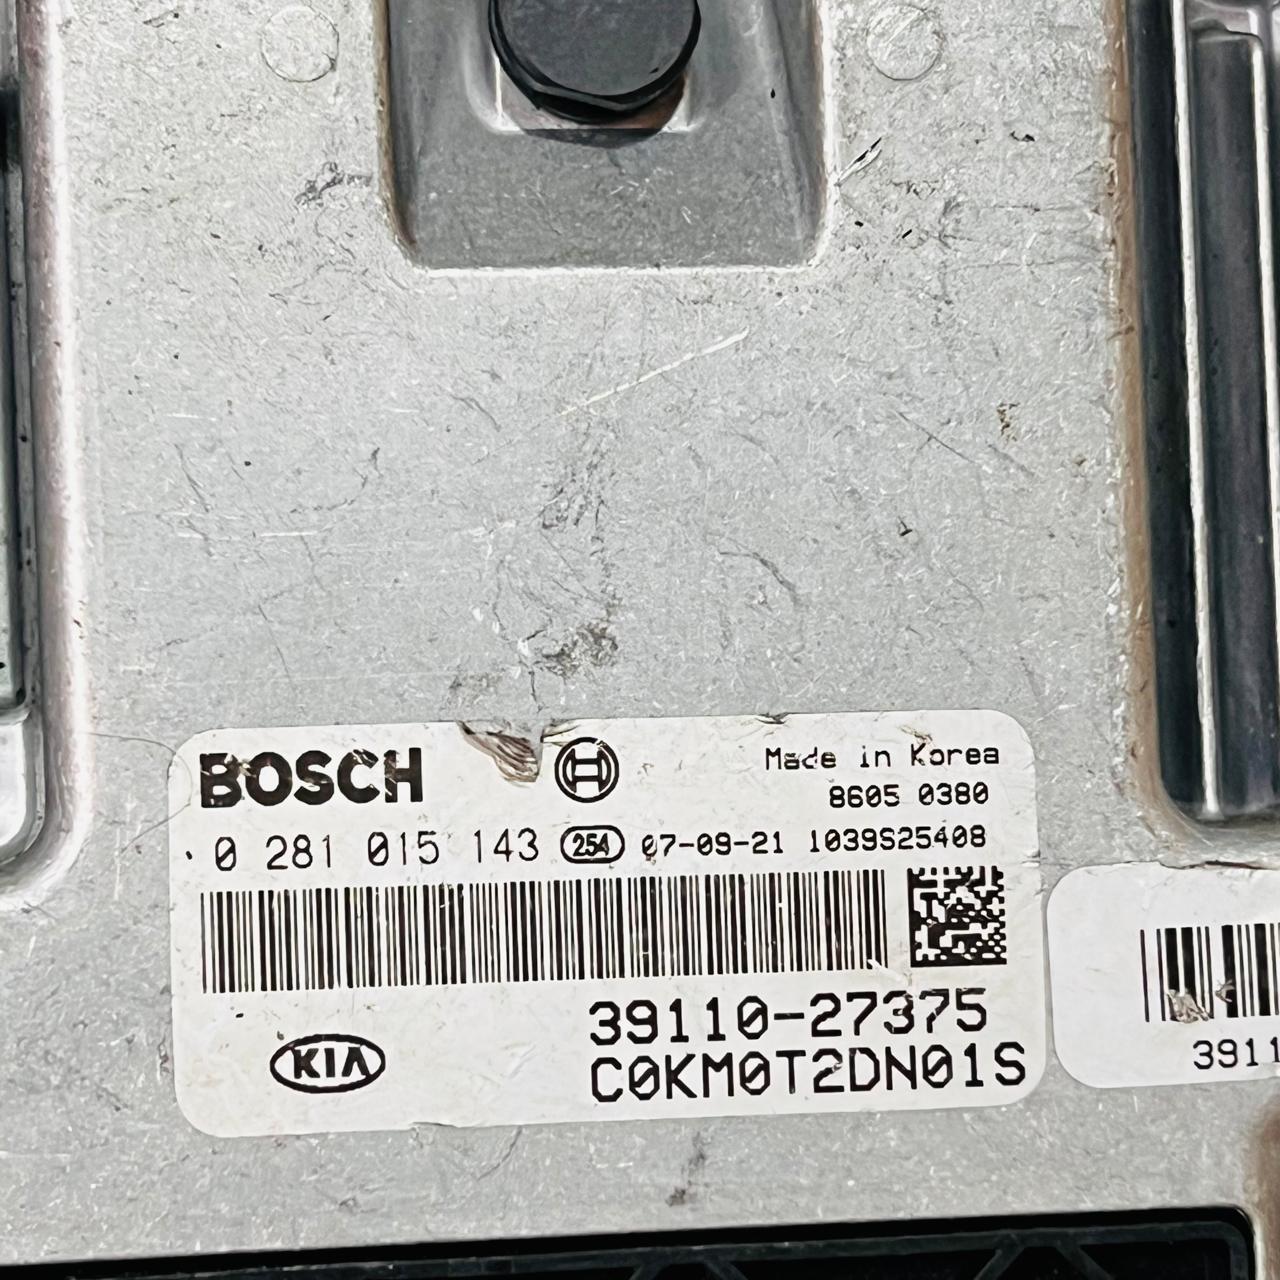 BOSCH
Made in Korea
8605 0380
0 281 015 143 254 07-09-21 1039S25408
39110-27375
KIA
C0KM0T2DN01S
3911